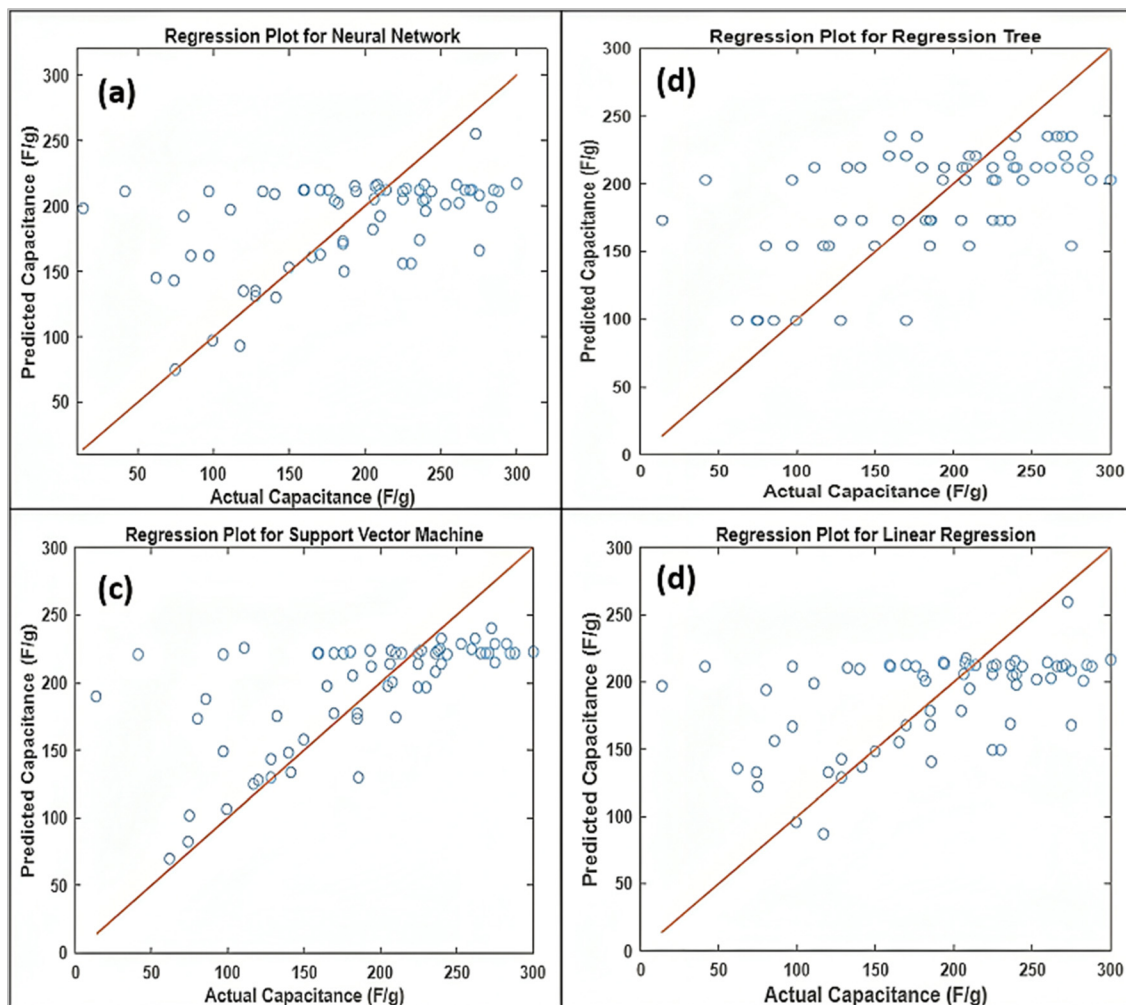 Regression Plot for Neural Network
(a)
Predicted Capacitance (F/g)
300
250
200
150
100
50
50 100 150 200 250 300
Actual Capacitance (F/g)
Regression Plot for Regression Tree
(d)
Predicted Capacitance (F/g)
300
250
200
150
100
50
0
0 50 100 150 200 250 300
Actual Capacitance (F/g)
Regression Plot for Support Vector Machine
(c)
Predicted Capacitance (F/g)
300
250
200
150
100
50
0
0 50 100 150 200 250 300
Actual Capacitance (F/g)
Regression Plot for Linear Regression
(d)
Predicted Capacitance (F/g)
300
250
200
150
100
50
0
0 50 100 150 200 250 300
Actual Capacitance (F/g)